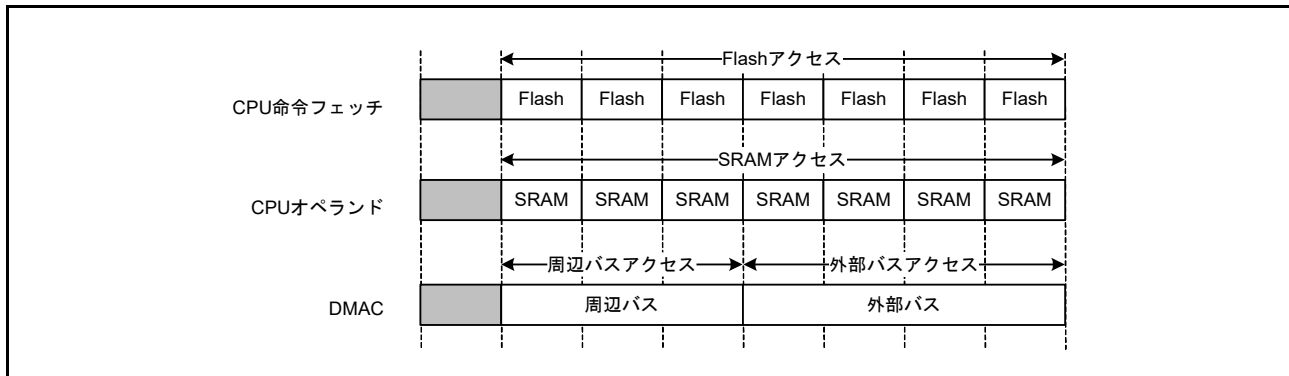 Flashアクセス
CPU命令フェッチ
Flash Flash Flash Flash Flash Flash Flash
SRAMアクセス
CPUオペランド
SRAM SRAM SRAM SRAM SRAM SRAM SRAM
周辺バスアクセス 外部バスアクセス
DMAC
周辺バス 外部バス